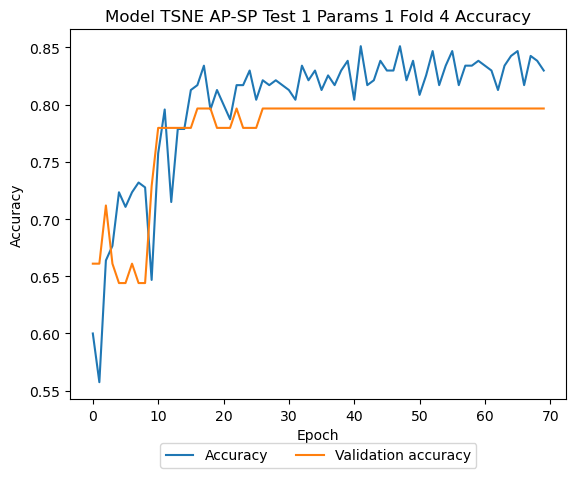 Model TSNE AP-SP Test 1 Params 1 Fold 4 Accuracy
0.85
0.80
0.75
0.70
0.65
0.60
0.55
Accuracy
0 10 20 30 40 50 60 70
Epoch
Accuracy Validation accuracy